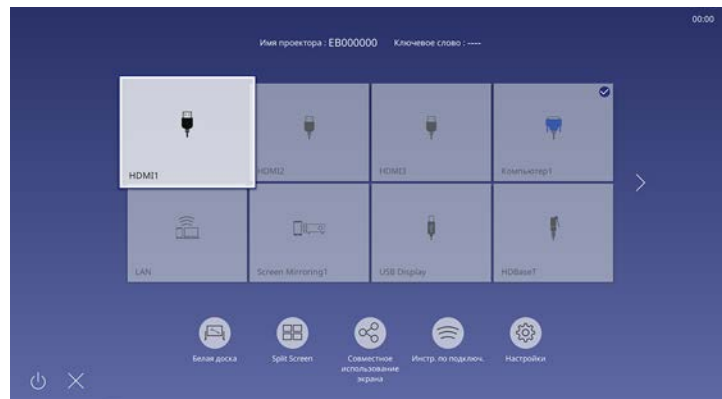 00:00
Имя проектора : EB000000 Ключевое слово : ----
HDMI1 HDMI2 HDMI3 Компьютер1
LAN Screen Mirroring1 USB Display HDBaseT
Белая доска Split Screen Совместное Инстр. по подключ. Настройки
использование
экрана